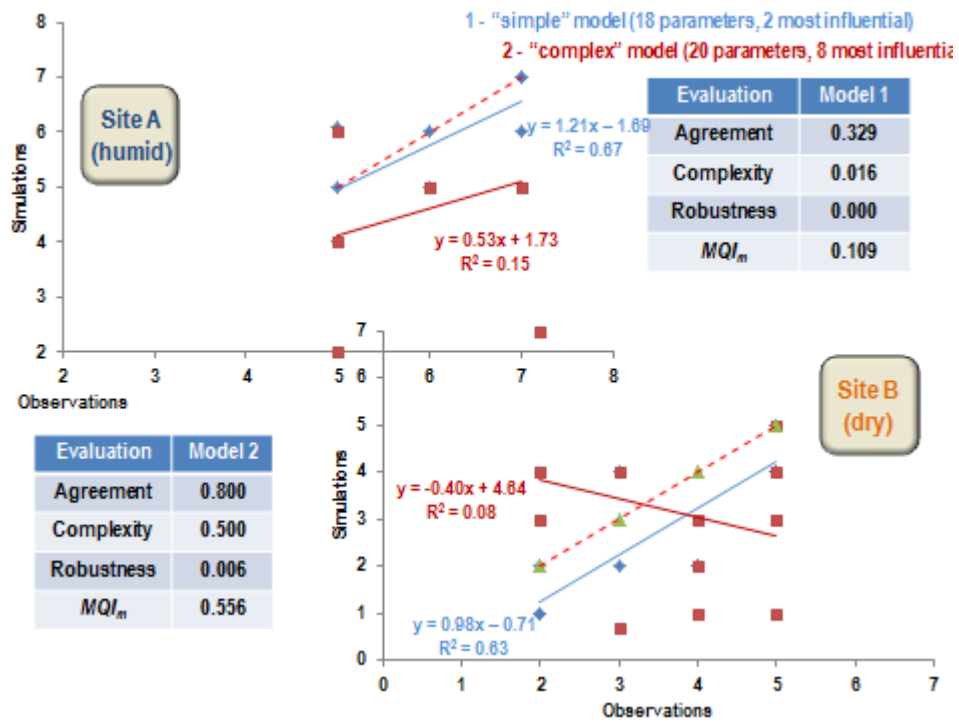 1 - “simple” model (18 parameters, 2 most influential)
2 - “complex” model (20 parameters, 8 most influentia
Site A
(humid)
8
7
6
5
4
3
2
Simulations
2 3 4 5 6 7 8
Observations
y = 1.21x – 1.69
R² = 0.67
y = 0.53x + 1.73
R² = 0.15
Evaluation Model 1
Agreement 0.329
Complexity 0.016
Robustness 0.000
MQIm 0.109
Evaluation Model 2
Agreement 0.800
Complexity 0.500
Robustness 0.006
MQIm 0.556
Site B
(dry)
7
6
5
4
3
2
1
0
Simulations
y = -0.40x + 4.64
R² = 0.08
y = 0.98x – 0.71
R² = 0.63
0 1 2 3 4 5 6 7
Observations